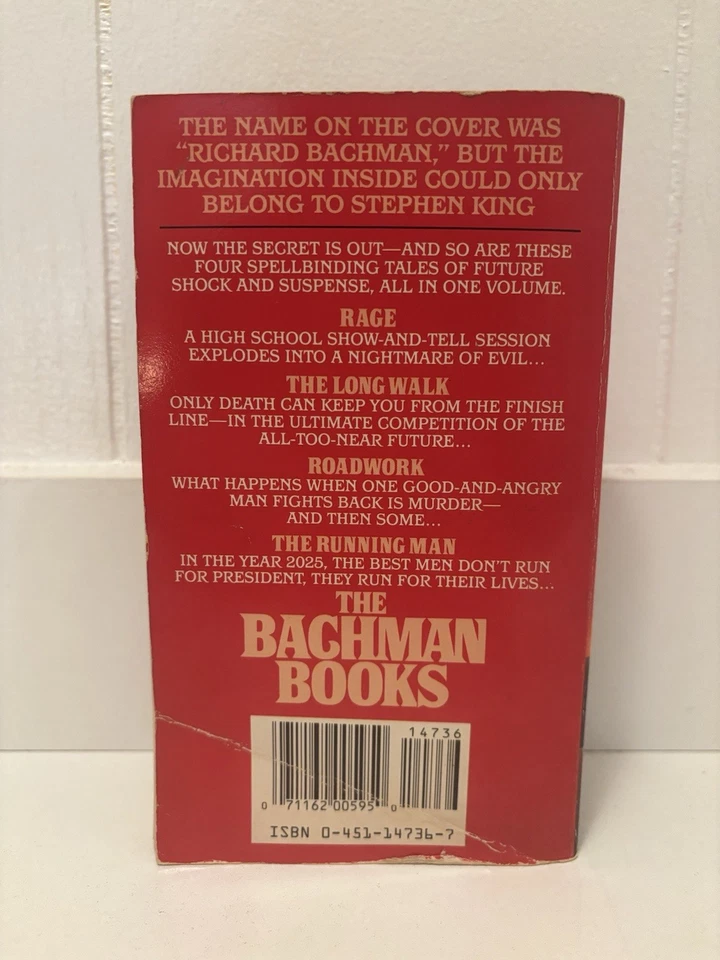 THE NAME ON THE COVER WAS
“RICHARD BACHMAN,” BUT THE
IMAGINATION INSIDE COULD ONLY
BELONG TO STEPHEN KING
NOW THE SECRET IS OUT—AND SO ARE THESE
FOUR SPELLBINDING TALES OF FUTURE
SHOCK AND SUSPENSE, ALL IN ONE VOLUME.
RAGE
A HIGH SCHOOL SHOW-AND-TELL SESSION
EXPLODES INTO A NIGHTMARE OF EVIL...
THE LONG WALK
ONLY DEATH CAN KEEP YOU FROM THE FINISH
LINE—IN THE ULTIMATE COMPETITION OF THE
ALL-TOO-NEAR FUTURE...
ROADWORK
WHAT HAPPENS WHEN ONE GOOD-AND-ANGRY
MAN FIGHTS BACK IS MURDER—
AND THEN SOME...
THE RUNNING MAN
IN THE YEAR 2025, THE BEST MEN DON'T RUN
FOR PRESIDENT, THEY RUN FOR THEIR LIVES...
THE
BACHMAN
BOOKS
14736
0 71162 00595 0
ISBN 0-451-14736-7